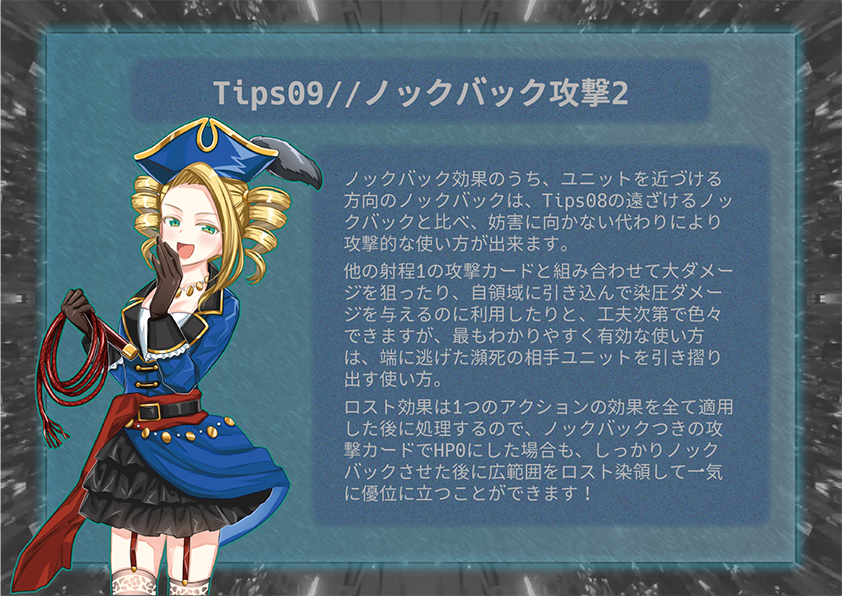 Tips09//ノックバック攻撃2
ノックバック効果のうち、ユニットを近づける
方向のノックバックは、Tips08の遠ざけるノッ
クバックと比べ、妨害に向かない代わりにより
攻撃的な使い方が出来ます。
他の射程1の攻撃カードと組み合わせて大ダメー
ジを狙ったり、自領域に引き込んで染圧ダメー
ジを与えるのに利用したりと、工夫次第で色々
できますが、最もわかりやすく有効な使い方
は、端に逃げた瀕死の相手ユニットを引き摺り
出す使い方。
ロスト効果は1つのアクションの効果を全て適用
した後に処理するので、ノックバックつきの攻
撃カードでHP0にした場合も、しっかりノック
バックさせた後に広範囲をロスト染領して一気
に優位に立つことができます！